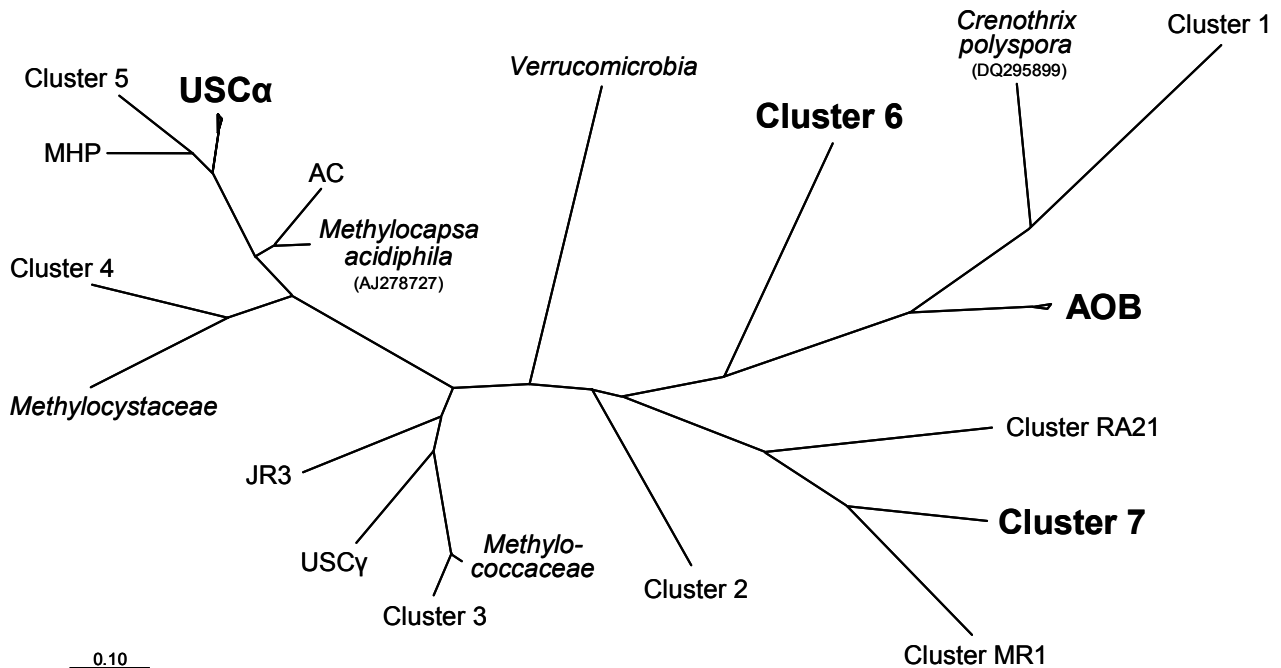 Crenothrix
polyspora
(DQ295899)
Cluster 1
Verrucomicrobia
Cluster 5
USCα
Cluster 6
MHP
AC
Methylocapsa
acidiphila
(AJ278727)
Cluster 4
AOB
Methylocystaceae
Cluster RA21
JR3
Cluster 7
Methylo-
coccaceae
USCγ
Cluster 2
Cluster 3
Cluster MR1
0.10